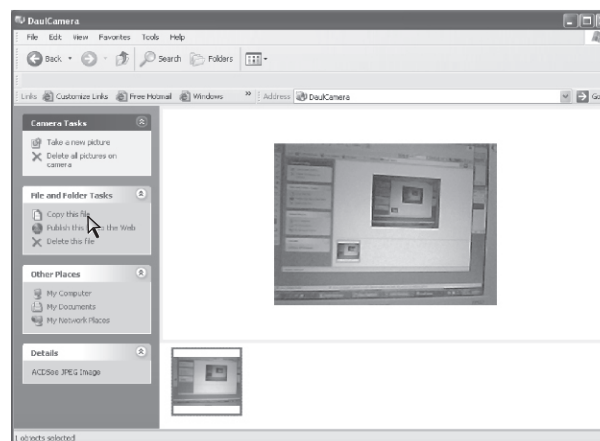 DaulCamera
File Edit View Favorites Tools Help
Back Search Folders
Links Customize Links Free Hotmail Windows » Address DaulCamera Go
Camera Tasks
Take a new picture
Delete all pictures on
camera
File and Folder Tasks
Copy this file
Publish this the Web
Delete this file
Other Places
My Computer
My Documents
My Network Places
Details
ACDSee JPEG Image
1 objects selected